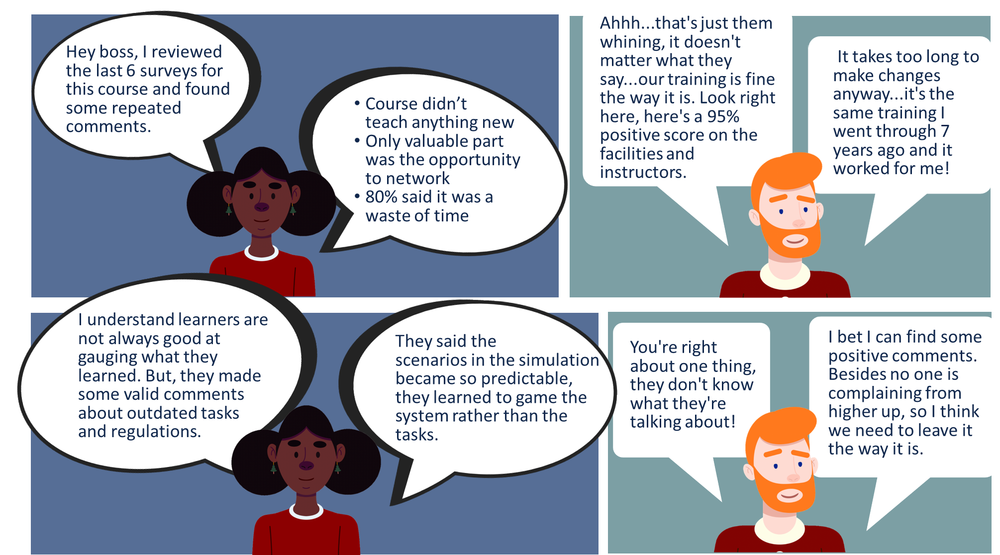 Hey boss, I reviewed
the last 6 surveys for
this course and found
some repeated
comments.
• Course didn’t
teach anything new
• Only valuable part
was the opportunity
to network
• 80% said it was a
waste of time
Ahhh...that's just them
whining, it doesn't
matter what they
say...our training is fine
the way it is. Look right
here, here's a 95%
positive score on the
facilities and
instructors.
It takes too long to
make changes
anyway...it's the
same training I
went through 7
years ago and it
worked for me!
I understand learners are
not always good at
gauging what they
learned. But, they made
some valid comments
about outdated tasks
and regulations.
They said the
scenarios in the simulation
became so predictable,
they learned to game the
system rather than the
tasks.
You're right
about one thing,
they don't know
what they're
talking about!
I bet I can find some
positive comments.
Besides no one is
complaining from
higher up, so I think
we need to leave it
the way it is.